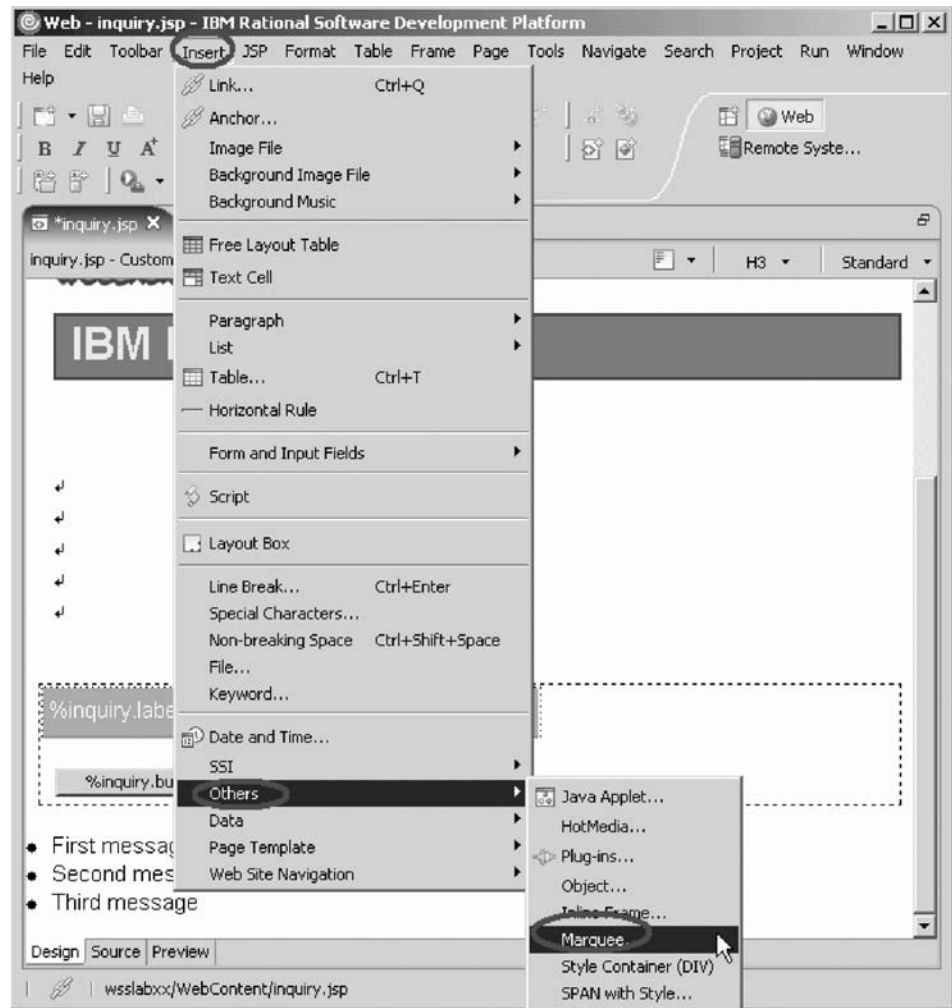 Web - inquiry.jsp - IBM Rational Software Development Platform
File Edit Toolbar Insert JSP Format Table Frame Page Tools Navigate Search Project Run Window
Help
Link... Ctrl+Q
Anchor...
Image File
Background Image File
Background Music
Free Layout Table
Text Cell
Paragraph
List
Table... Ctrl+T
Horizontal Rule
Form and Input Fields
Script
Layout Box
Line Break... Ctrl+Enter
Special Characters...
Non-breaking Space Ctrl+Shift+Space
File...
Keyword...
Date and Time...
SSI
Others
Data
Page Template
Web Site Navigation
Java Applet...
HotMedia...
Plug-ins...
Object...
Inline Frame...
Marquee
Style Container (DIV)
SPAN with Style...
B I U A
Web
Remote Syste...
*inquiry.jsp
inquiry.jsp - Custom
H3 Standard
IBM
%inquiry.labe
%inquiry.bu
First messag
Second mes
Third message
Design Source Preview
wsslabxx/WebContent/inquiry.jsp